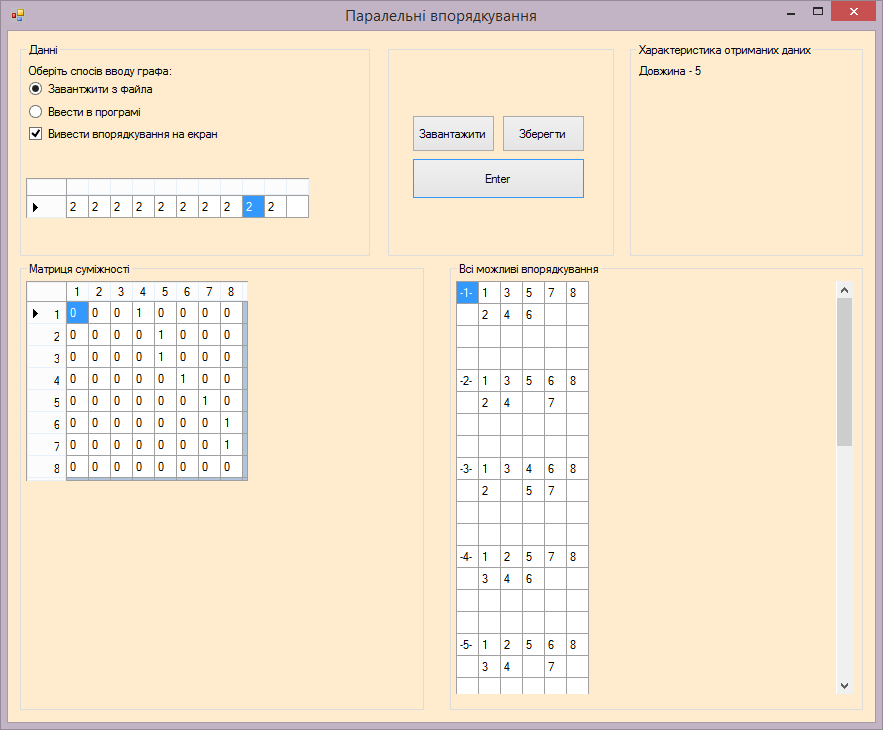 Паралельні впорядкування
Данні
Оберіть спосів вводу графа:
Завантжити з файла
Ввести в програмі
Вивести впорядкування на екран
2 2 2 2 2 2 2 2 2 2
Завантажити Зберегти
Enter
Характеристика отриманих даних
Довжина - 5
Матриця суміжності
1 2 3 4 5 6 7 8
1 0 0 0 1 0 0 0 0
2 0 0 0 0 1 0 0 0
3 0 0 0 0 1 0 0 0
4 0 0 0 0 0 1 0 0
5 0 0 0 0 0 0 1 0
6 0 0 0 0 0 0 0 1
7 0 0 0 0 0 0 0 1
8 0 0 0 0 0 0 0 0
Всі можливі впорядкування
-1- 1 3 5 7 8
2 4 6
-2- 1 3 5 6 8
2 4 7
-3- 1 3 4 6 8
2 5 7
-4- 1 2 5 7 8
3 4 6
-5- 1 2 5 6 8
3 4 7